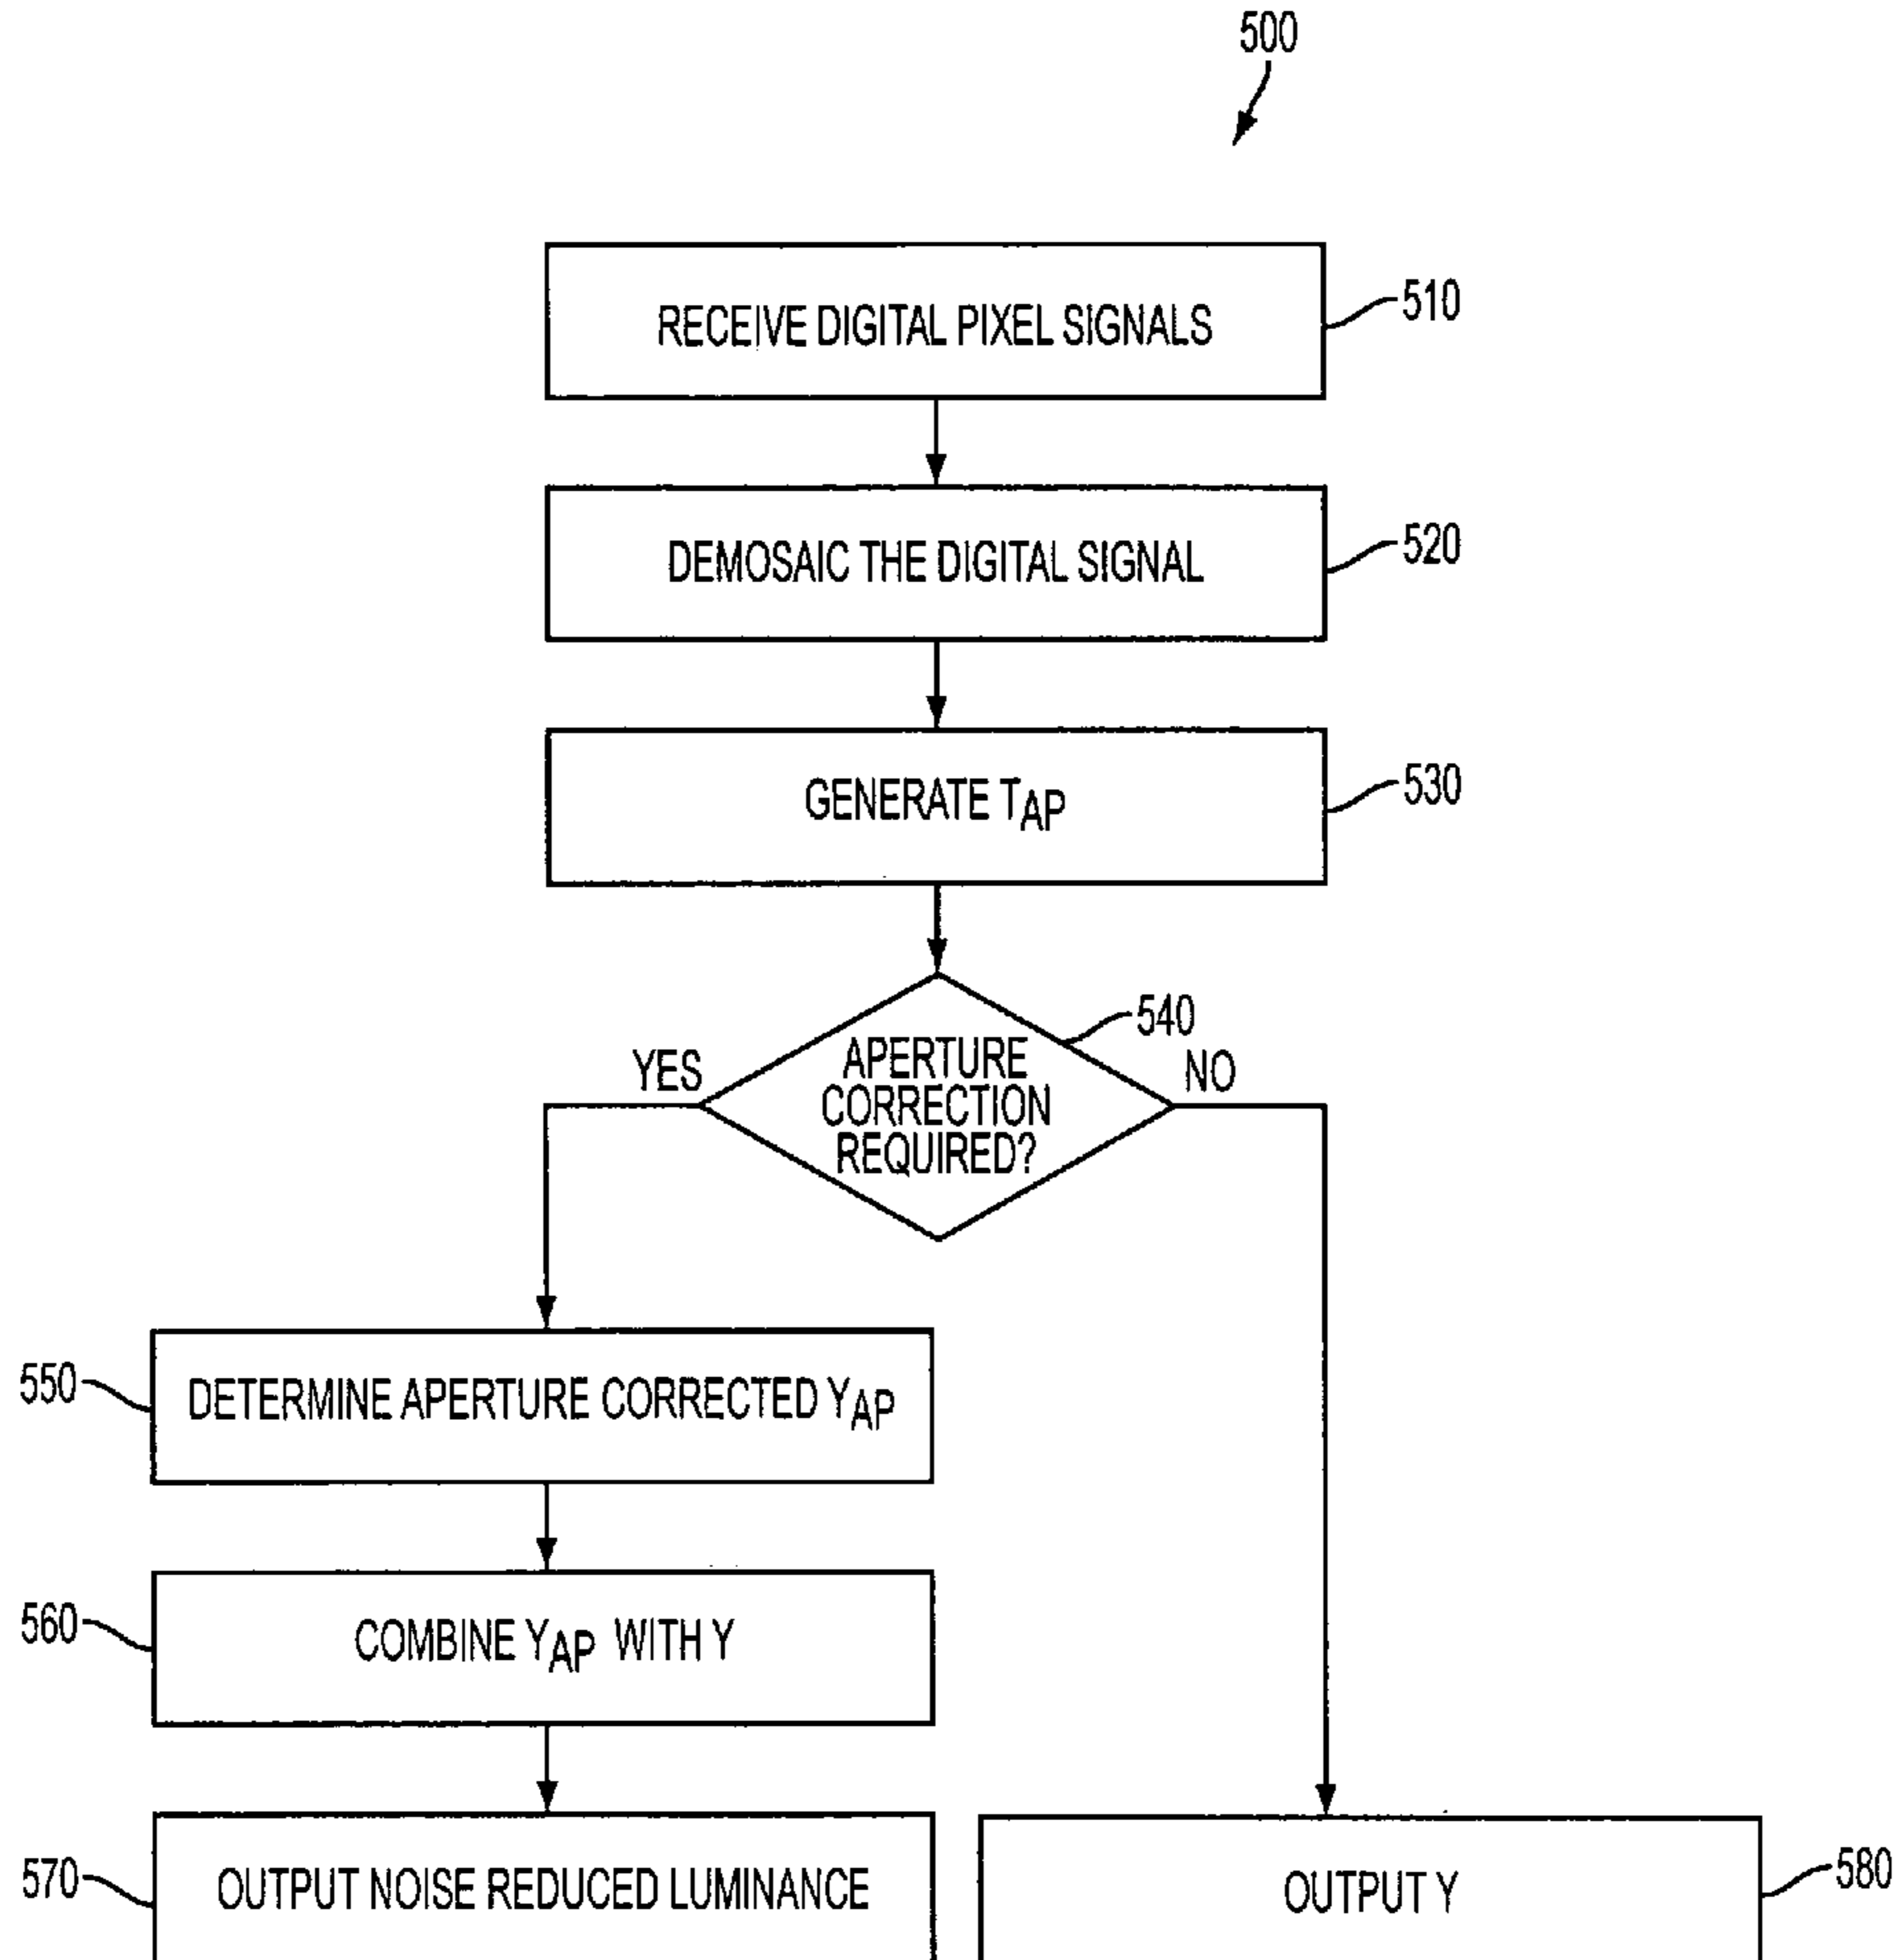 500
RECEIVE DIGITAL PIXEL SIGNALS
510
DEMOSAIC THE DIGITAL SIGNAL
520
GENERATE TAP
530
540
YES
NO
APERTURE
CORRECTION
REQUIRED?
550
DETERMINE APERTURE CORRECTED YAP
560
COMBINE YAP WITH Y
570
OUTPUT NOISE REDUCED LUMINANCE
OUTPUT Y
580